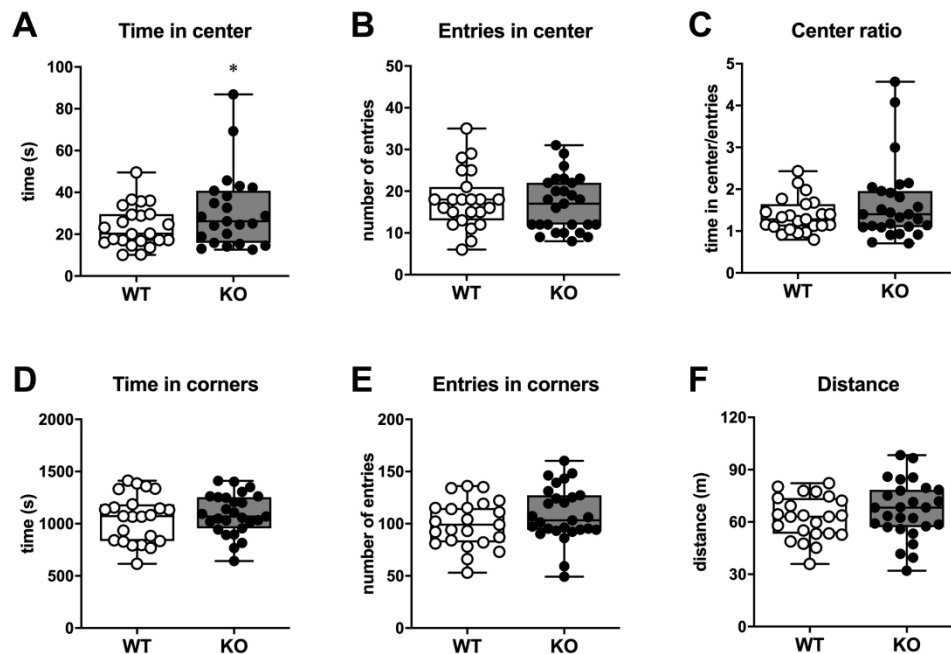 A Time in center
time (s)
100
80
60
40
20
0
*
WT KO
B Entries in center
number of entries
50
40
30
20
10
0
WT KO
C Center ratio
time in center/entries
5
4
3
2
1
0
WT KO
D Time in corners
time (s)
2000
1500
1000
500
0
WT KO
E Entries in corners
number of entries
200
150
100
50
0
WT KO
F Distance
distance (m)
120
90
60
30
0
WT KO